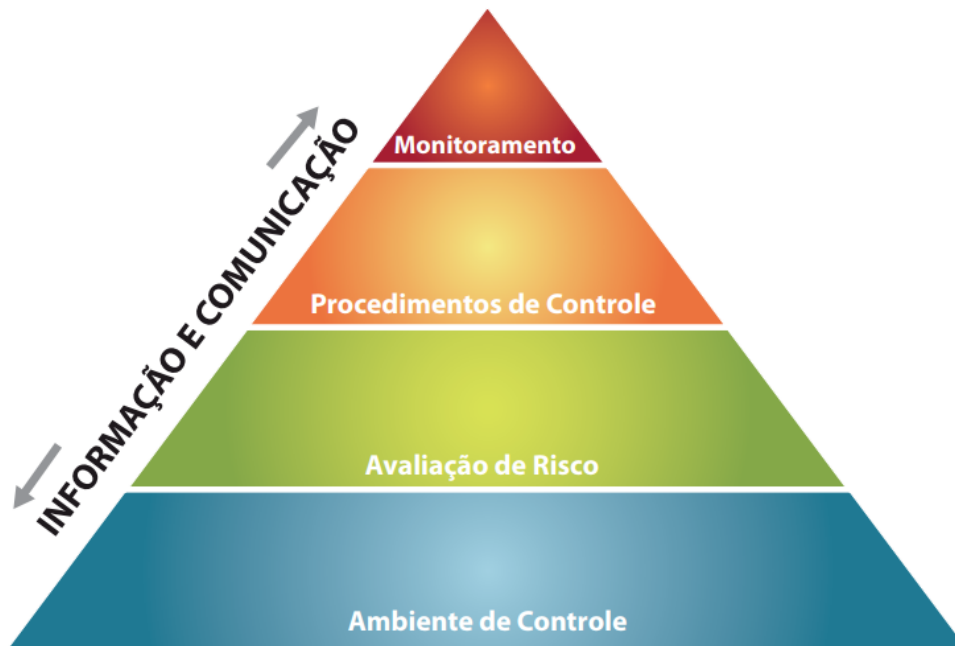 Monitoramento
INFORMAÇÃO E COMUNICAÇÃO
Procedimentos de Controle
Avaliação de Risco
Ambiente de Controle